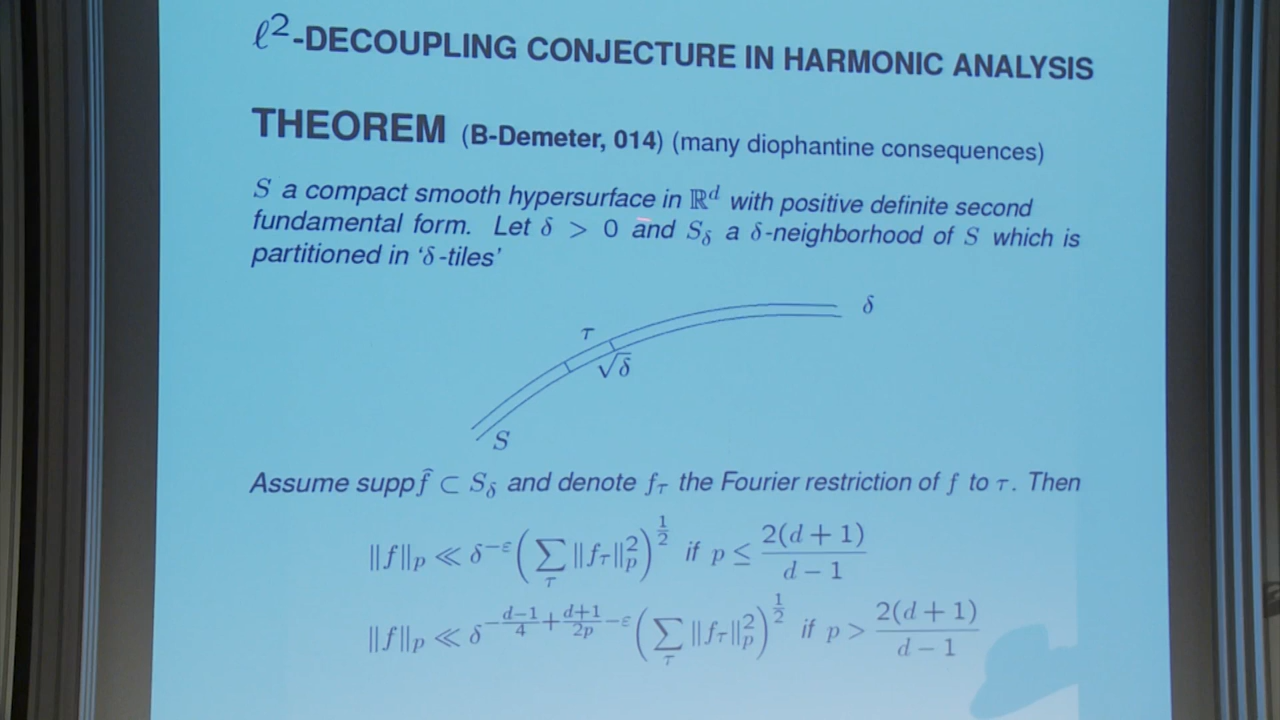 ℓ²-DECOUPLING CONJECTURE IN HARMONIC ANALYSIS
THEOREM (B-Demeter, 014) (many diophantine consequences)
S a compact smooth hypersurface in ℝ^d with positive definite second
fundamental form. Let δ > 0 and S_δ a δ-neighborhood of S which is
partitioned in ‘δ-tiles’
δ
τ
√δ
S
Assume supp f̂ ⊂ S_δ and denote f_τ the Fourier restriction of f to τ. Then
‖f‖_p ≪ δ^{-ε} (∑_τ ‖f_τ‖_p^2)^{1/2} if p ≤ 2(d + 1)/(d − 1)
‖f‖_p ≪ δ^{-(d-1)/4 + (d+1)/(2p) - ε} (∑_τ ‖f_τ‖_p^2)^{1/2} if p > 2(d + 1)/(d − 1)